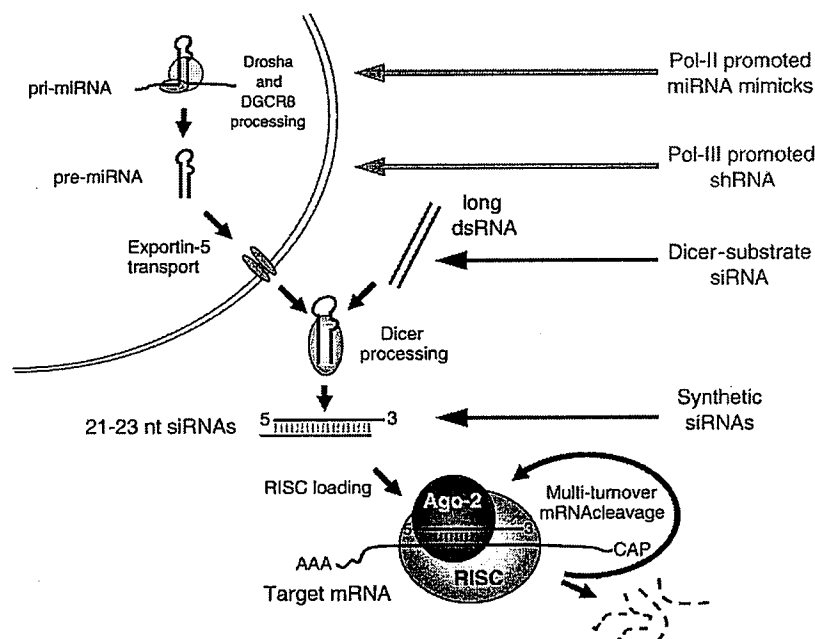 pri-miRNA
Drosha
and
DGCR8
processing
pre-miRNA
Exportin-5
transport
long
dsRNA
Dicer
processing
Pol-II promoted
miRNA mimicks
Pol-III promoted
shRNA
Dicer-substrate
siRNA
Synthetic
siRNAs
21-23 nt siRNAs
5
3
RISC loading
Ago-2
Multi-turnover
mRNAcleavage
5
3
AAA
CAP
RISC
Target mRNA